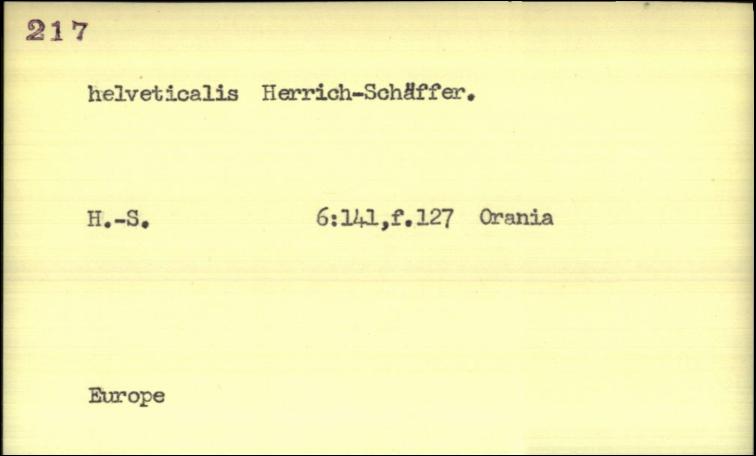 217
helveticalis Herrich-Schäffer.
H.-S. 6:141,f.127 Orania
Europe